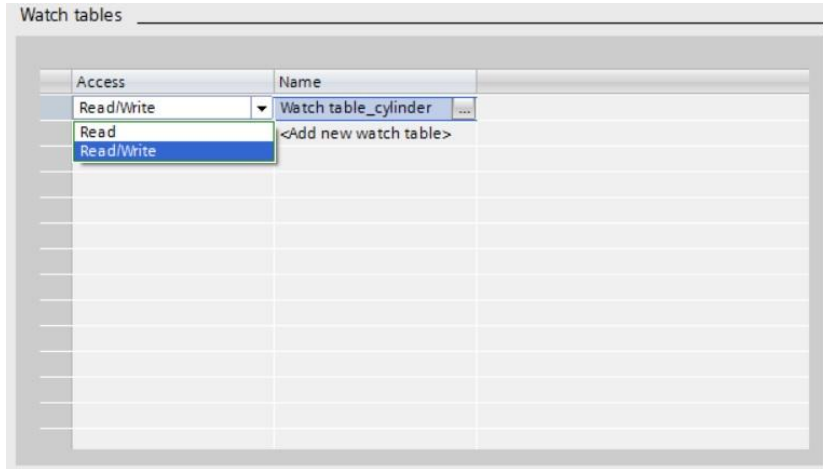 Watch tables
Access Name
Read/Write Watch table_cylinder ...
Read <Add new watch table>
Read/Write